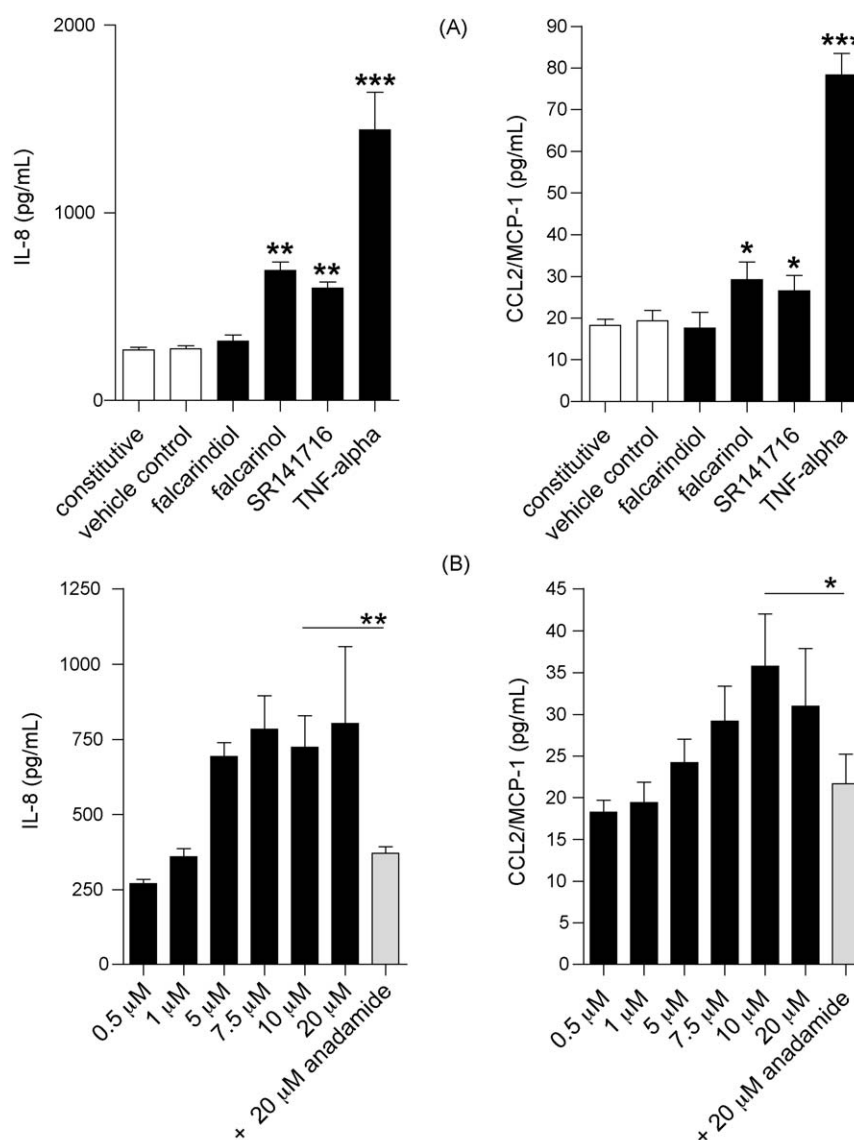 (A)
IL-8 (pg/mL)
2000
1000
0
***
**
**
constitutive
vehicle control
falcarindiol
falcarinol
SR141716
TNF-alpha
CCL2/MCP-1 (pg/mL)
90
80
70
60
50
40
30
20
10
0
***
*
*
constitutive
vehicle control
falcarindiol
falcarinol
SR141716
TNF-alpha
(B)
IL-8 (pg/mL)
1250
1000
750
500
250
0
**
0.5 μM
1 μM
5 μM
7.5 μM
10 μM
20 μM
+ 20 μM anadamide
CCL2/MCP-1 (pg/mL)
45
40
35
30
25
20
15
10
5
0
*
0.5 μM
1 μM
5 μM
7.5 μM
10 μM
20 μM
+ 20 μM anadamide